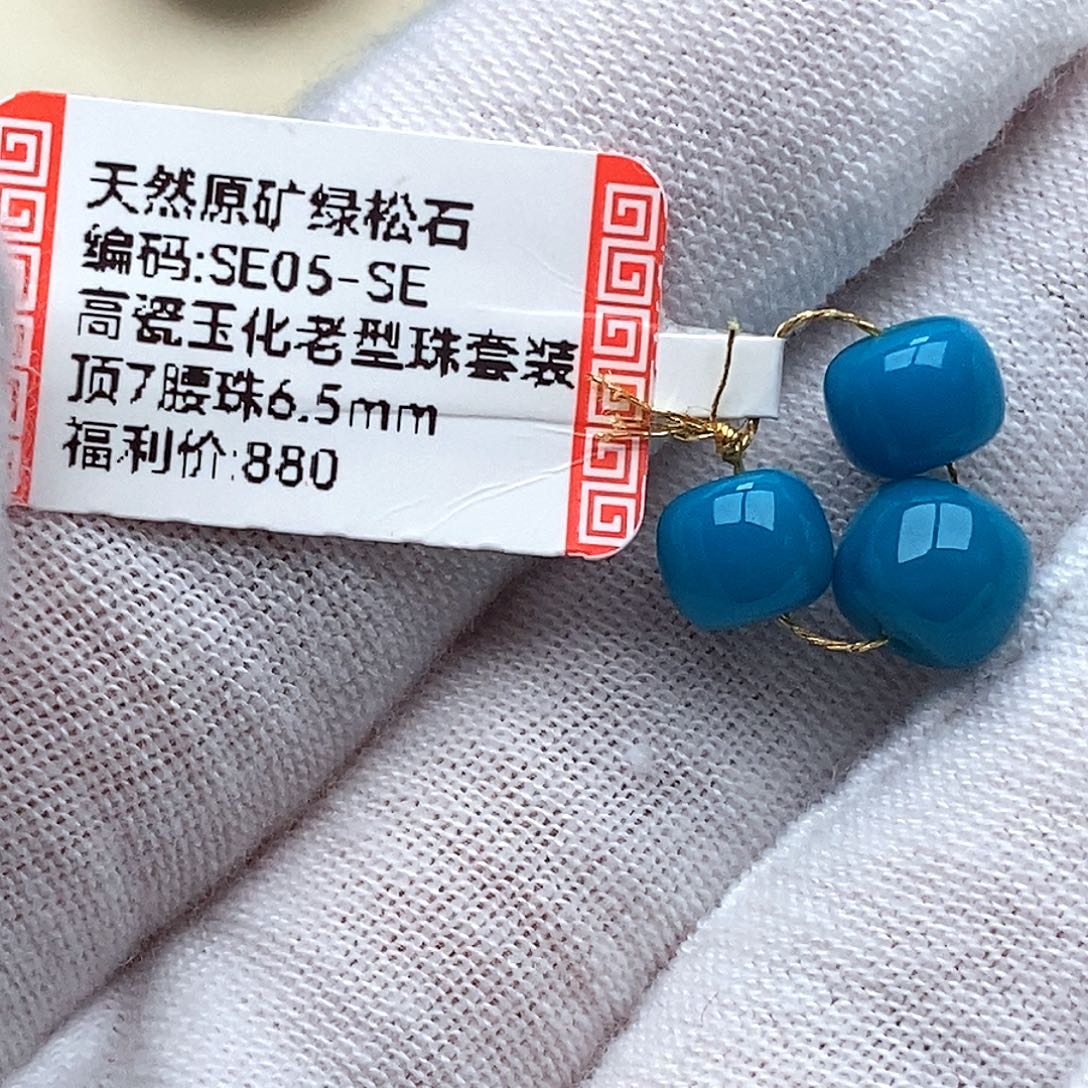 天然原矿绿松石
编码:SE05-SE
高瓷玉化老型珠套装
顶7腰珠6.5mm
福利价:880